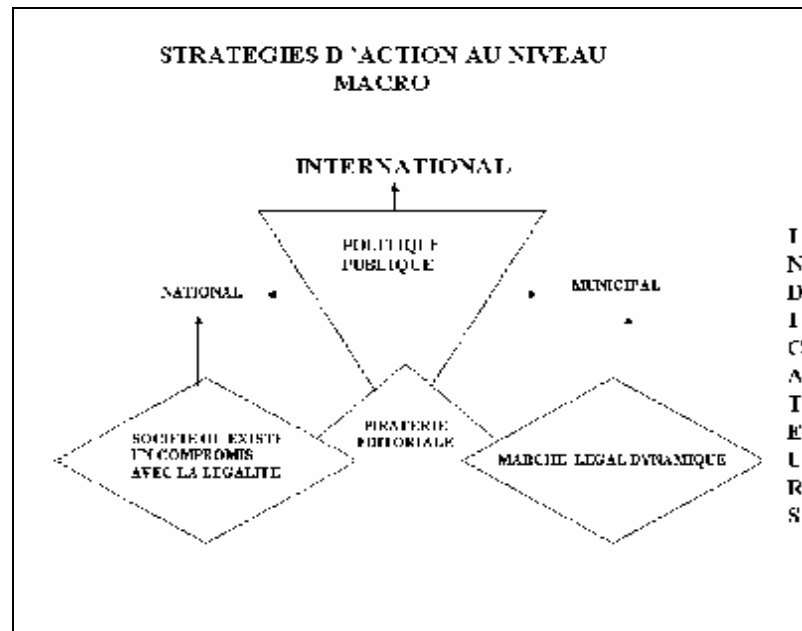 STRATEGIES D 'ACTION AU NIVEAU
MACRO
INTERNATIONAL
POLITIQUE
PUBLIQUE
NATIONAL
MUNICIPAL
PIRATERIE
EDITORIALE
SOCIETE OU EXISTE
UN COMPROMIS
AVEC LA LEGALITE
MARCHE LEGAL DYNAMIQUE
I
N
D
I
C
A
T
E
U
R
S